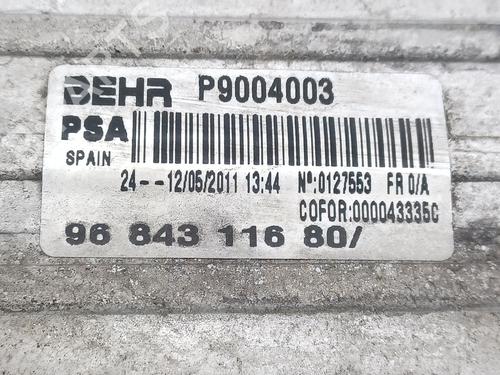 BEHR P9004003
PSA
SPAIN
24--12/05/2011 13:44 Nº:0127553 FR 0/A
COFOR:000043335C
96 843 116 80/